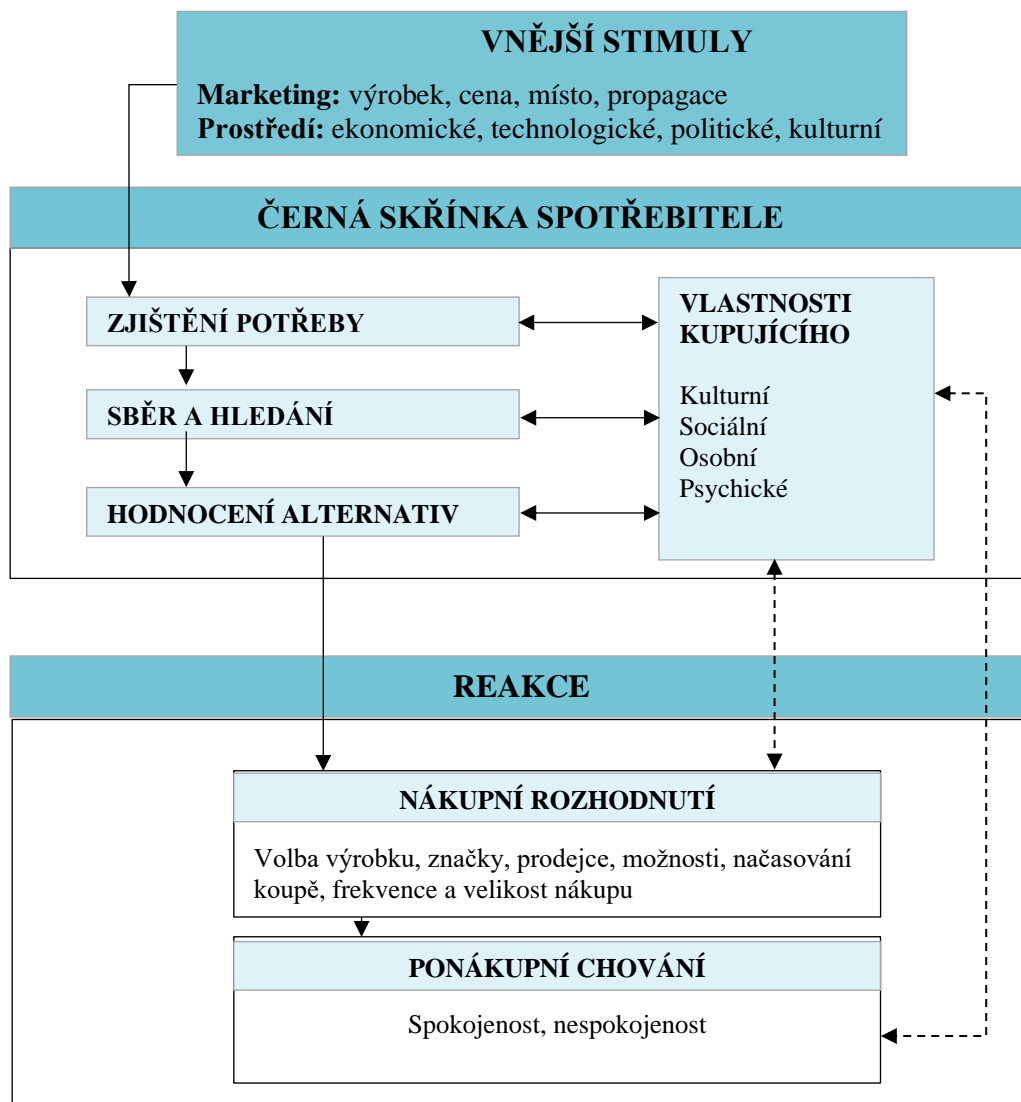 VNĚJŠÍ STIMULY
Marketing: výrobek, cena, místo, propagace
Prostředí: ekonomické, technologické, politické, kulturní
ČERNÁ SKŘÍNKA SPOTŘEBITELE
ZJIŠTĚNÍ POTŘEBY
SBĚR A HLEDÁNÍ
HODNOCENÍ ALTERNATIV
VLASTNOSTI
KUPUJÍCÍHO
Kulturní
Sociální
Osobní
Psychické
REAKCE
NÁKUPNÍ ROZHODNUTÍ
Volba výrobku, značky, prodejce, možnosti, načasování
koupě, frekvence a velikost nákupu
PONÁKUPNÍ CHOVÁNÍ
Spokojenost, nespokojenost